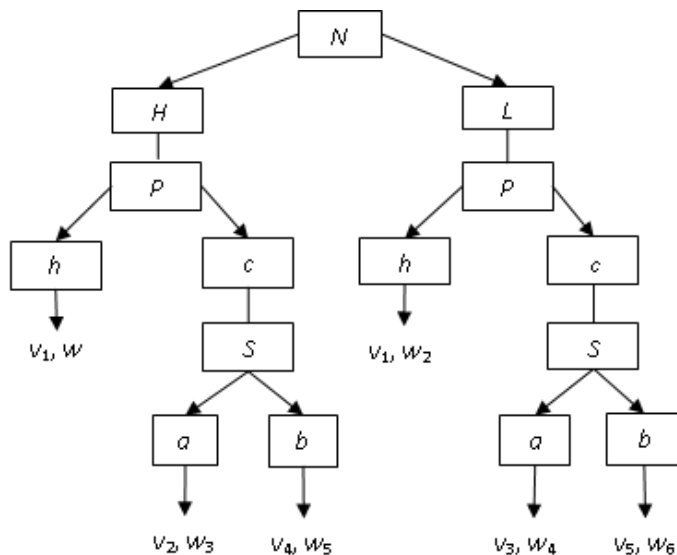 N
H L
P P
h c h c
v₁, w S v₁, w₂ S
a b a b
v₂, w₃ v₄, w₅ v₃, w₄ v₅, w₆